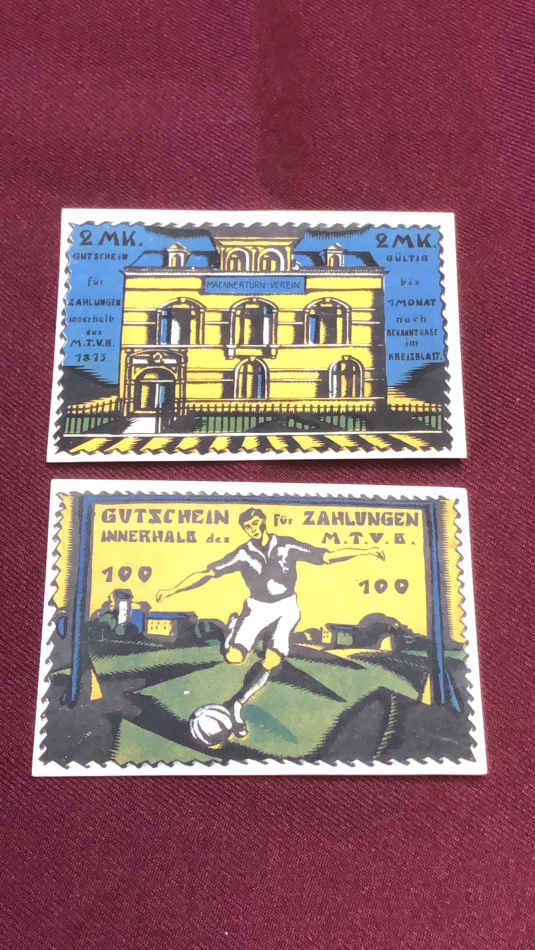 2 MK.
GUTSCHEIN
für
ZAHLUNGEN
innerhalb
des
M.T.V.B.
1873
MAENNERTURN-VEREIN
2 MK.
GÜLTIG
bis
1 MONAT
nach
BEKANNTGABE
im
KREISBLATT.
GUTSCHEIN für ZAHLUNGEN
INNERHALB des M.T.V.B.
100
100